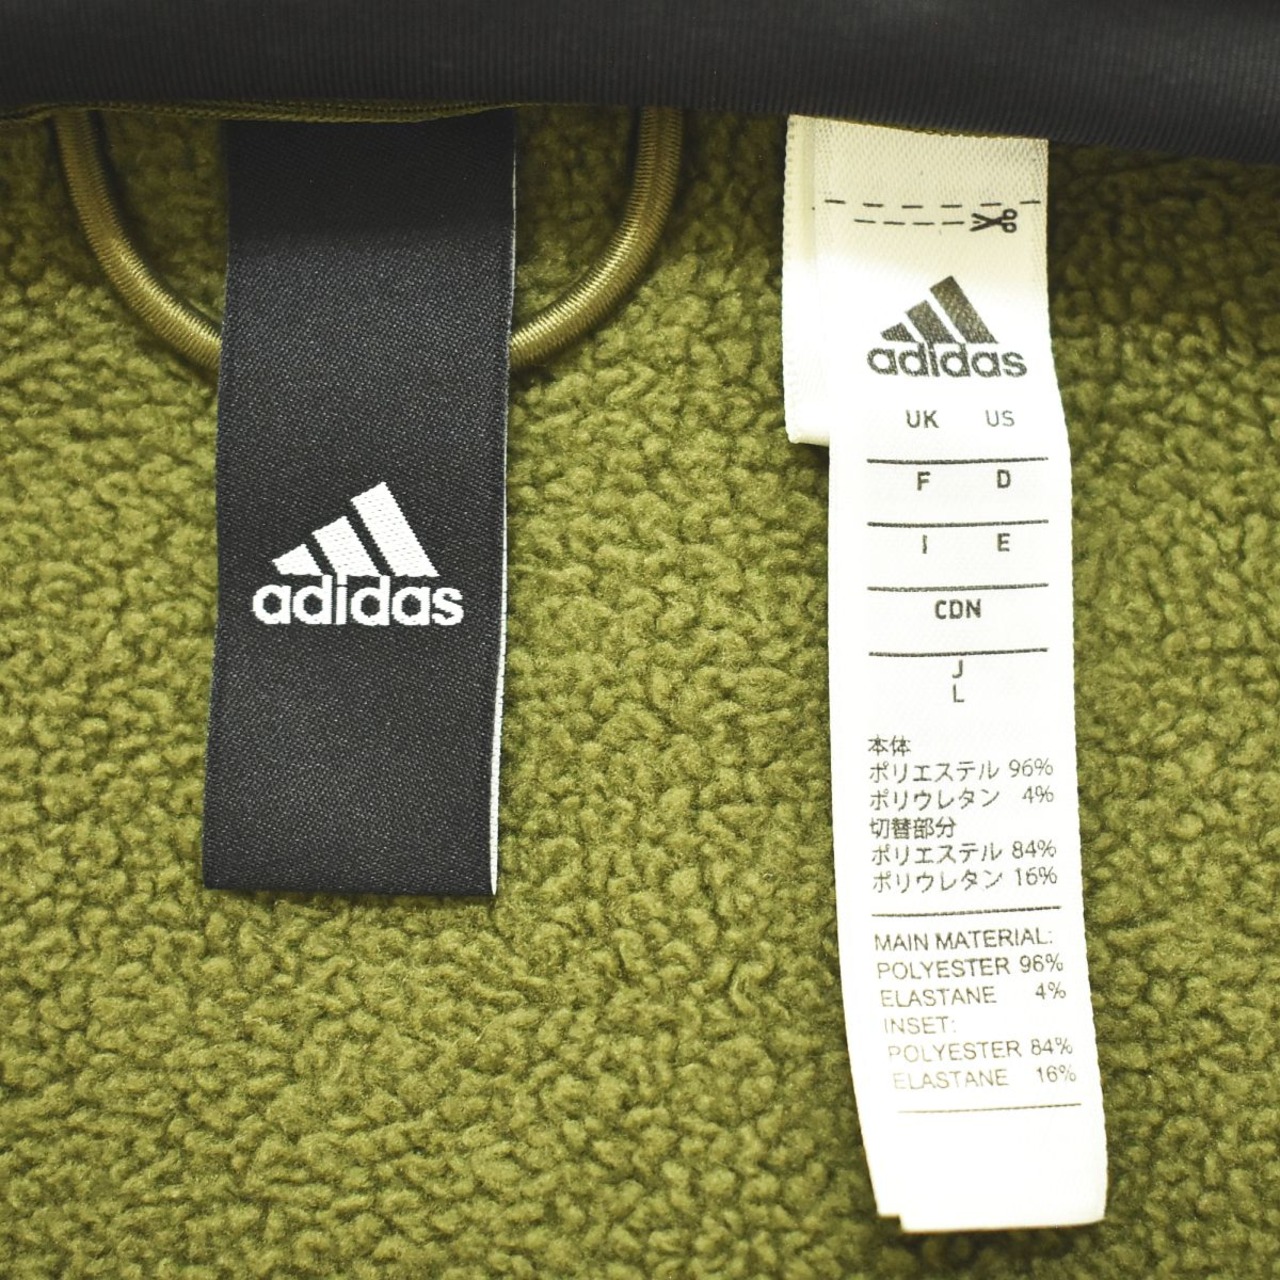 adidas
adidas
UK US
F D
I E
CDN
J
L
本体
ポリエステル 96%
ポリウレタン 4%
切替部分
ポリエステル 84%
ポリウレタン 16%
MAIN MATERIAL:
POLYESTER 96%
ELASTANE 4%
INSET:
POLYESTER 84%
ELASTANE 16%